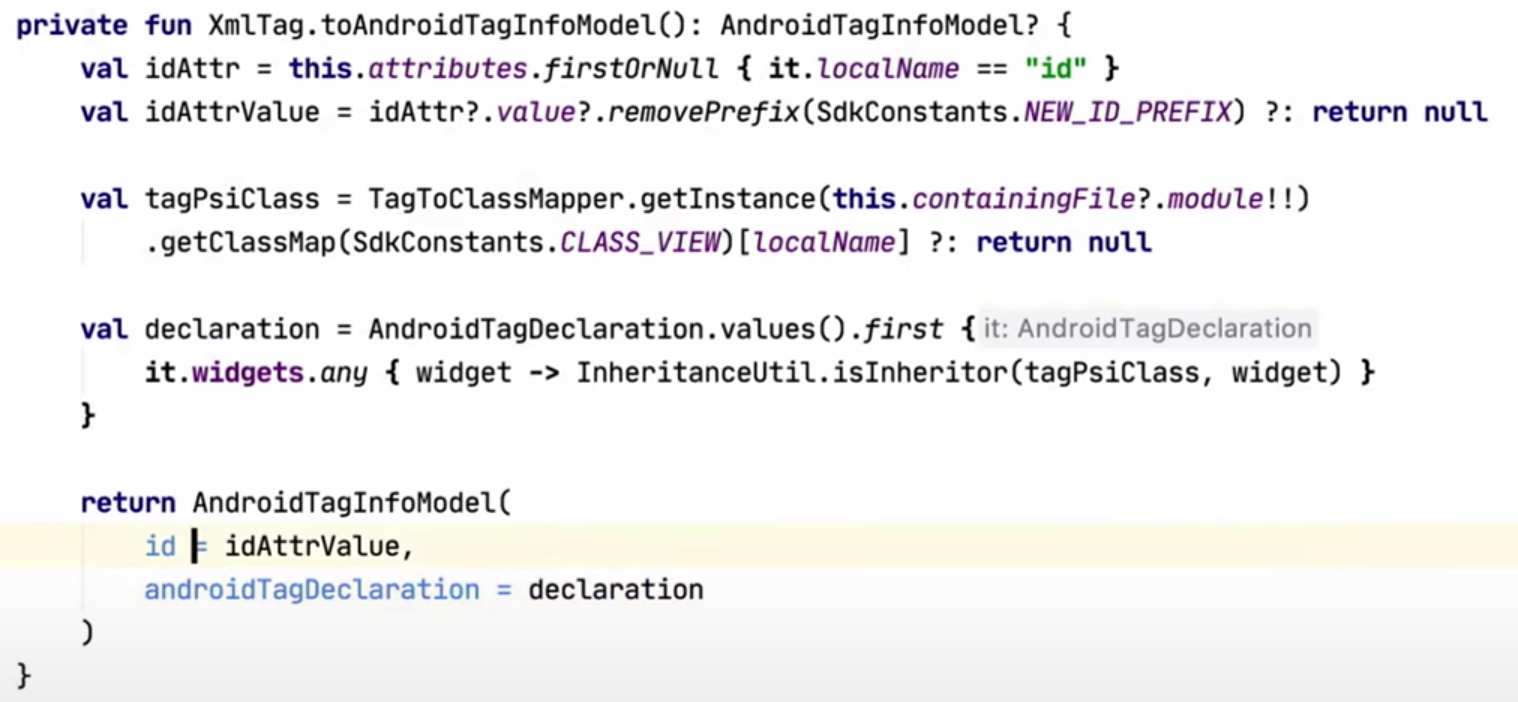 private fun XmlTag.toAndroidTagInfoModel(): AndroidTagInfoModel? {
    val idAttr = this.attributes.firstOrNull { it.localName == "id" }
    val idAttrValue = idAttr?.value?.removePrefix(SdkConstants.NEW_ID_PREFIX) ?: return null

    val tagPsiClass = TagToClassMapper.getInstance(this.containingFile?.module!!)
        .getClassMap(SdkConstants.CLASS_VIEW)[localName] ?: return null

    val declaration = AndroidTagDeclaration.values().first { it: AndroidTagDeclaration
        it.widgets.any { widget -> InheritanceUtil.isInheritor(tagPsiClass, widget) }
    }

    return AndroidTagInfoModel(
        id = idAttrValue,
        androidTagDeclaration = declaration
    )
}